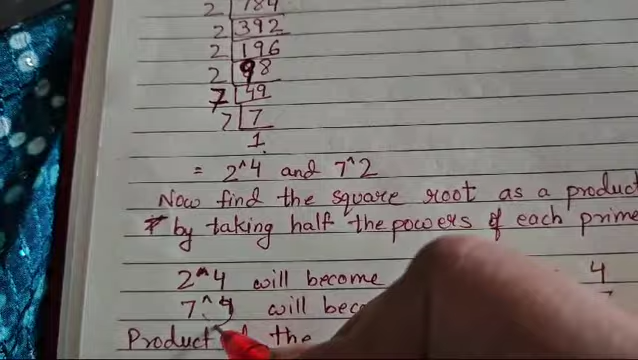 2 784
2 392
2 196
2 98
7 49
7 7
1
= 2^4 and 7^2
Now find the square root as a product
by taking half the powers of each prime
2^4 will become 4
7^4 will
Product the